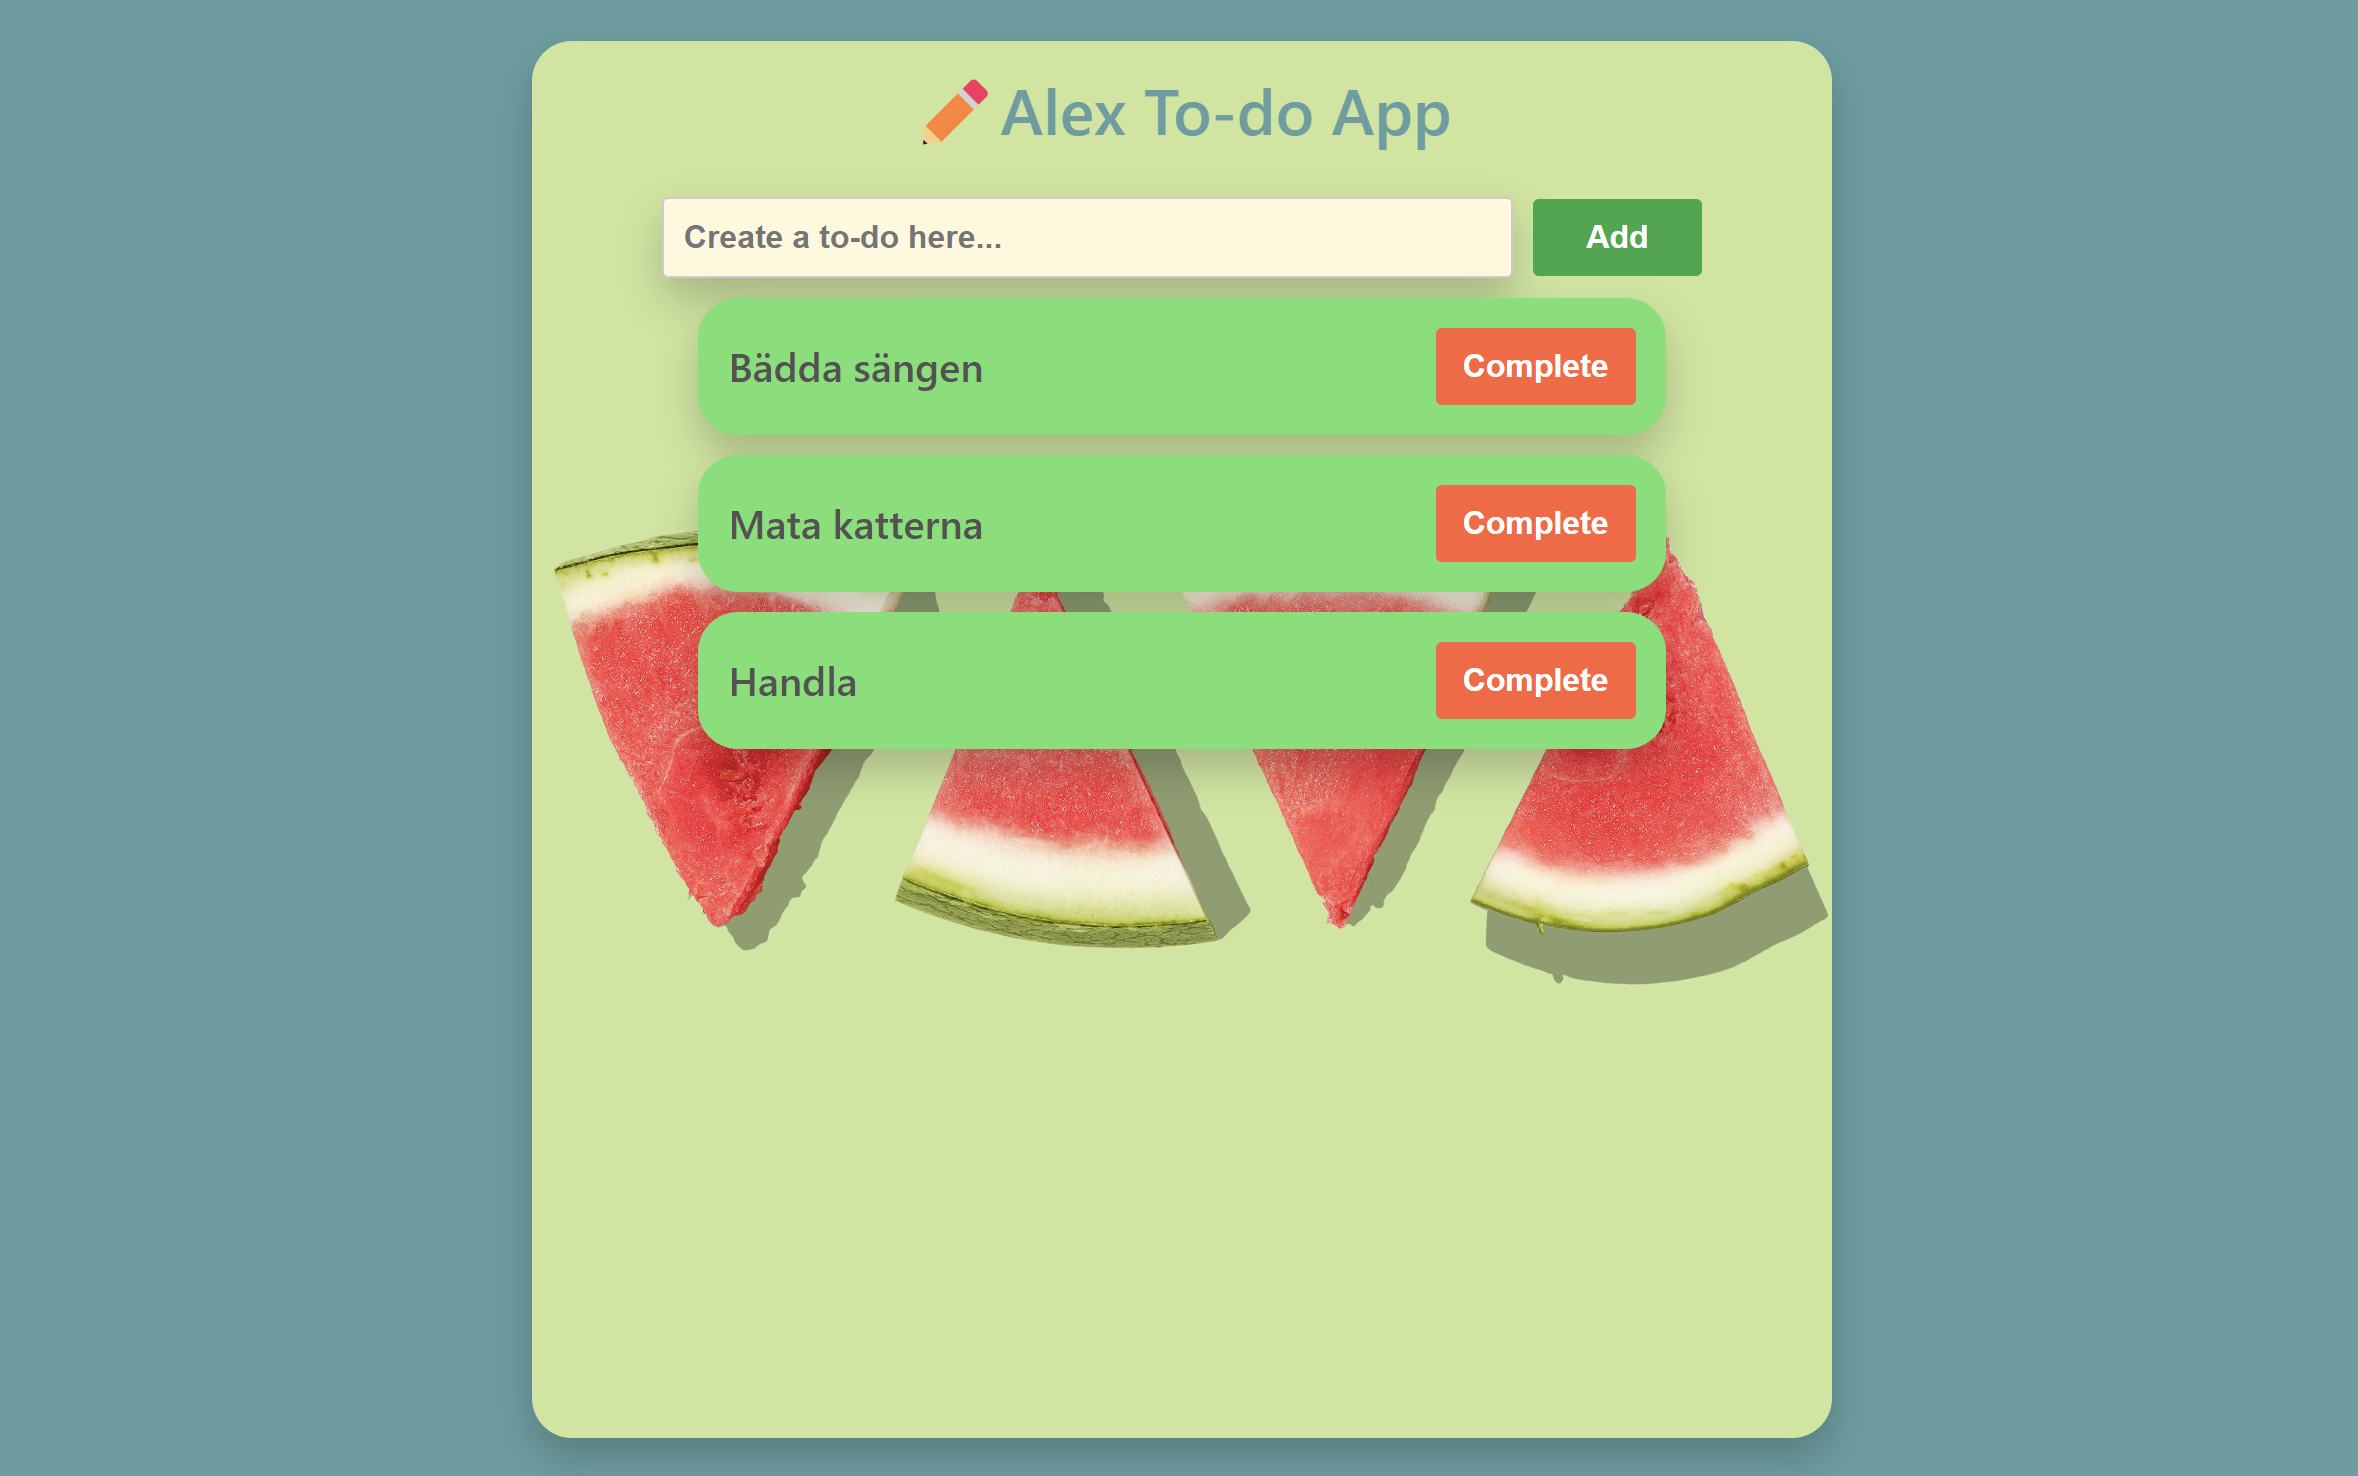 Alex To-do App
Create a to-do here...
Add
Bädda sängen
Complete
Mata katterna
Complete
Handla
Complete